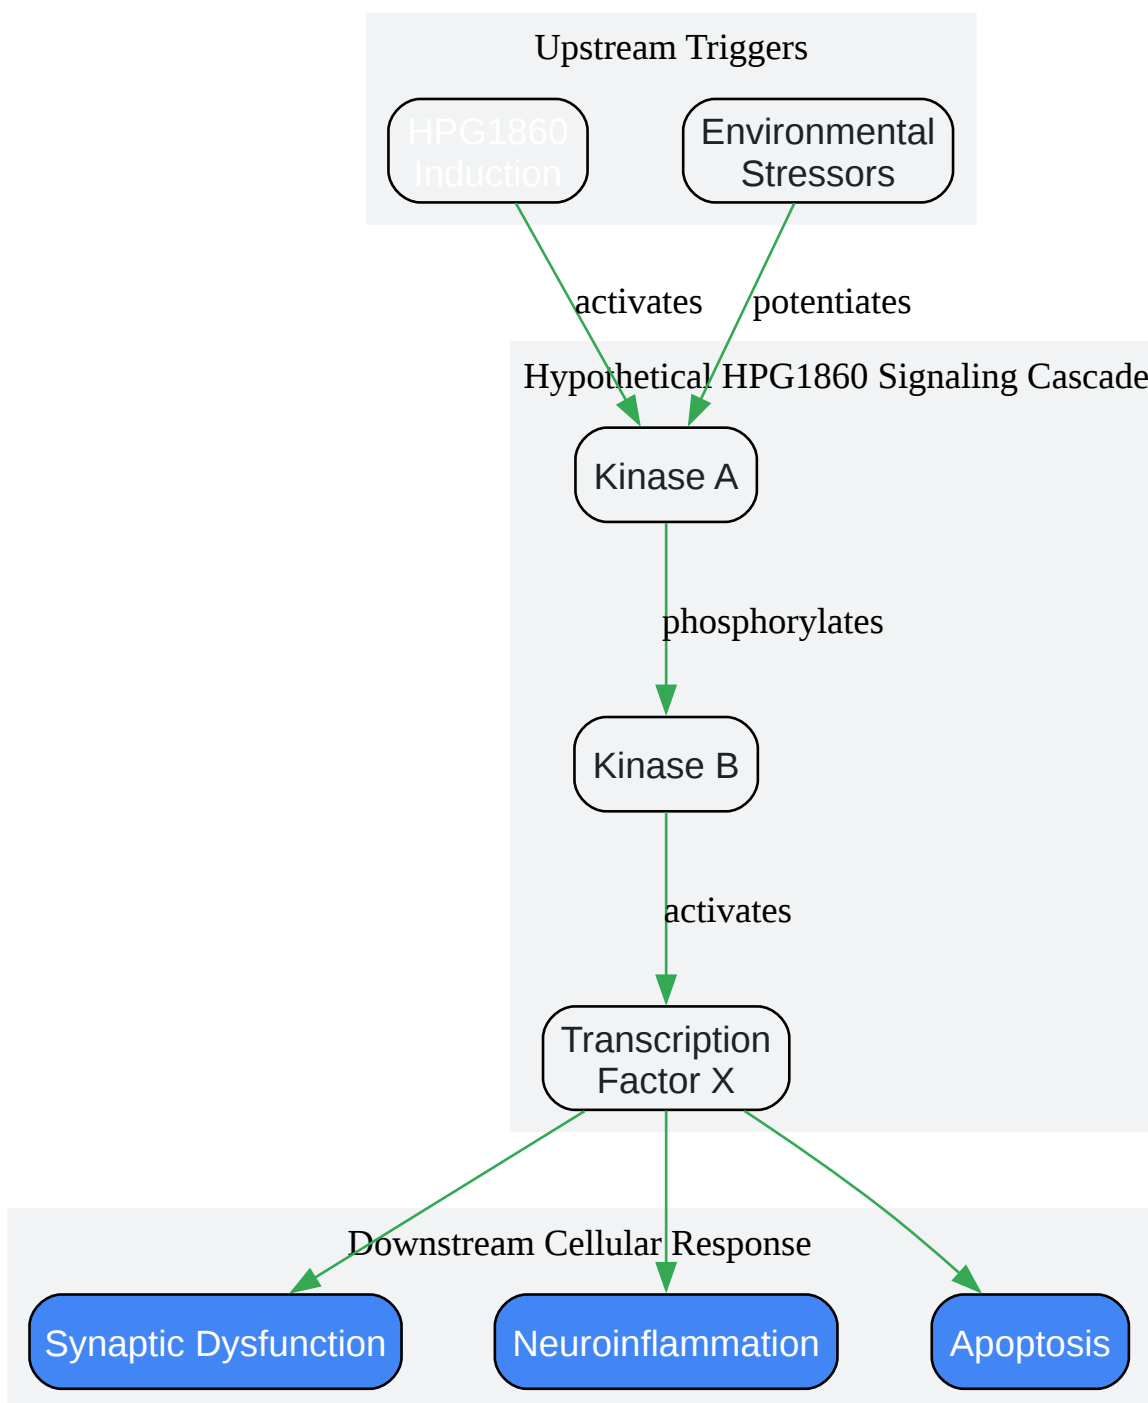 Upstream Triggers
HPG1860
Induction
Environmental
Stressors
activates
potentiates
Hypothetical HPG1860 Signaling Cascade
Kinase A
phosphorylates
Kinase B
activates
Transcription
Factor X
Downstream Cellular Response
Synaptic Dysfunction
Neuroinflammation
Apoptosis